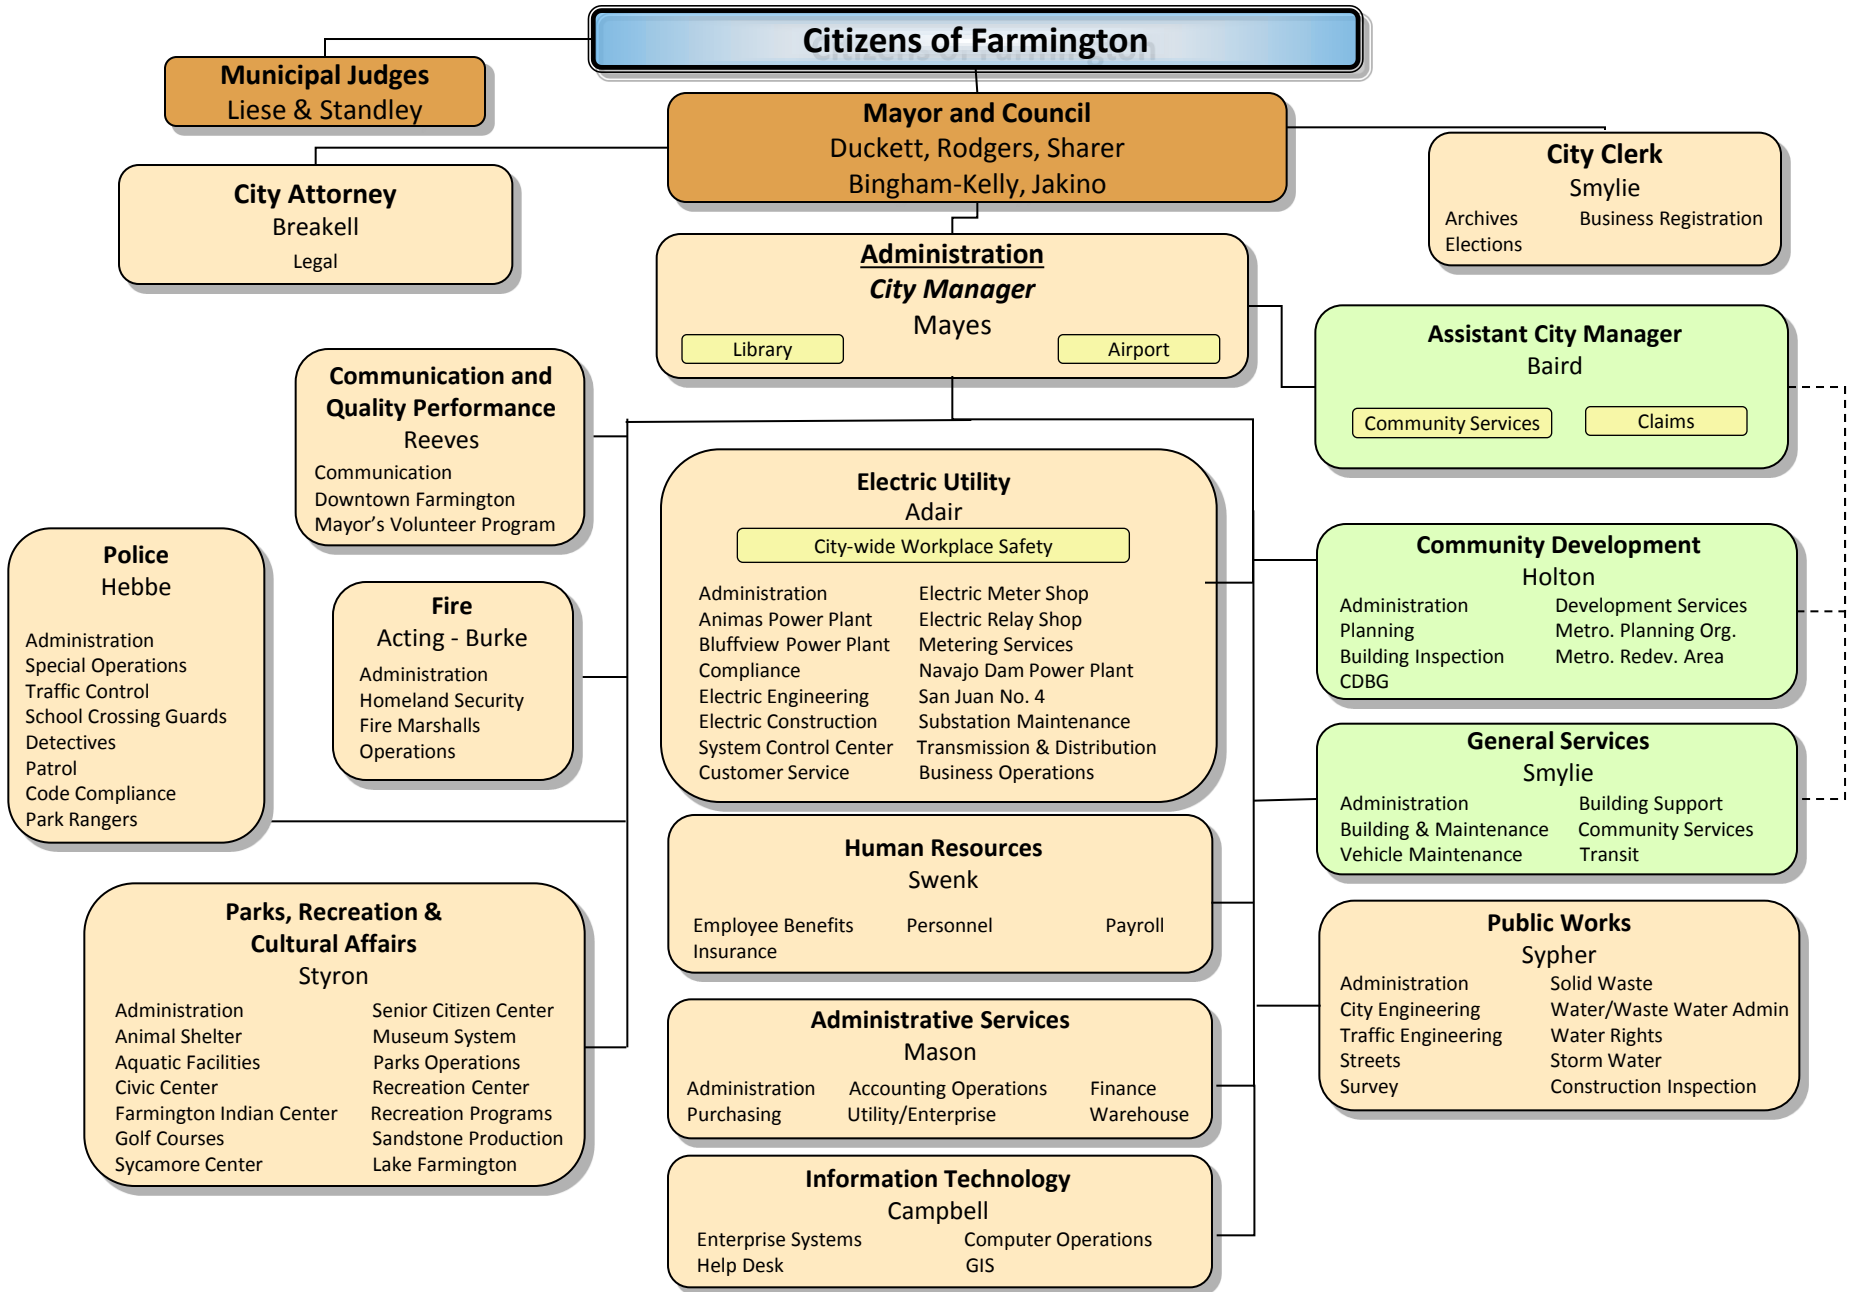 Citizens of Farmington
Municipal Judges
Liese & Standley
Mayor and Council
Duckett, Rodgers, Sharer
Bingham-Kelly, Jakino
City Attorney
Breakell
Legal
City Clerk
Smylie
Archives Business Registration
Elections
Administration
City Manager
Mayes
Library Airport
Assistant City Manager
Baird
Community Services Claims
Communication and
Quality Performance
Reeves
Communication
Downtown Farmington
Mayor’s Volunteer Program
Police
Hebbe
Administration
Special Operations
Traffic Control
School Crossing Guards
Detectives
Patrol
Code Compliance
Park Rangers
Fire
Acting - Burke
Administration
Homeland Security
Fire Marshalls
Operations
Electric Utility
Adair
City-wide Workplace Safety
Administration Electric Meter Shop
Animas Power Plant Electric Relay Shop
Bluffview Power Plant Metering Services
Compliance Navajo Dam Power Plant
Electric Engineering San Juan No. 4
Electric Construction Substation Maintenance
System Control Center Transmission & Distribution
Customer Service Business Operations
Community Development
Holton
Administration Development Services
Planning Metro. Planning Org.
Building Inspection Metro. Redev. Area
CDBG
General Services
Smylie
Administration Building Support
Building & Maintenance Community Services
Vehicle Maintenance Transit
Human Resources
Swenk
Employee Benefits Personnel Payroll
Insurance
Parks, Recreation &
Cultural Affairs
Styron
Administration Senior Citizen Center
Animal Shelter Museum System
Aquatic Facilities Parks Operations
Civic Center Recreation Center
Farmington Indian Center Recreation Programs
Golf Courses Sandstone Production
Sycamore Center Lake Farmington
Public Works
Sypher
Administration Solid Waste
City Engineering Water/Waste Water Admin
Traffic Engineering Water Rights
Streets Storm Water
Survey Construction Inspection
Administrative Services
Mason
Administration Accounting Operations Finance
Purchasing Utility/Enterprise Warehouse
Information Technology
Campbell
Enterprise Systems Computer Operations
Help Desk GIS